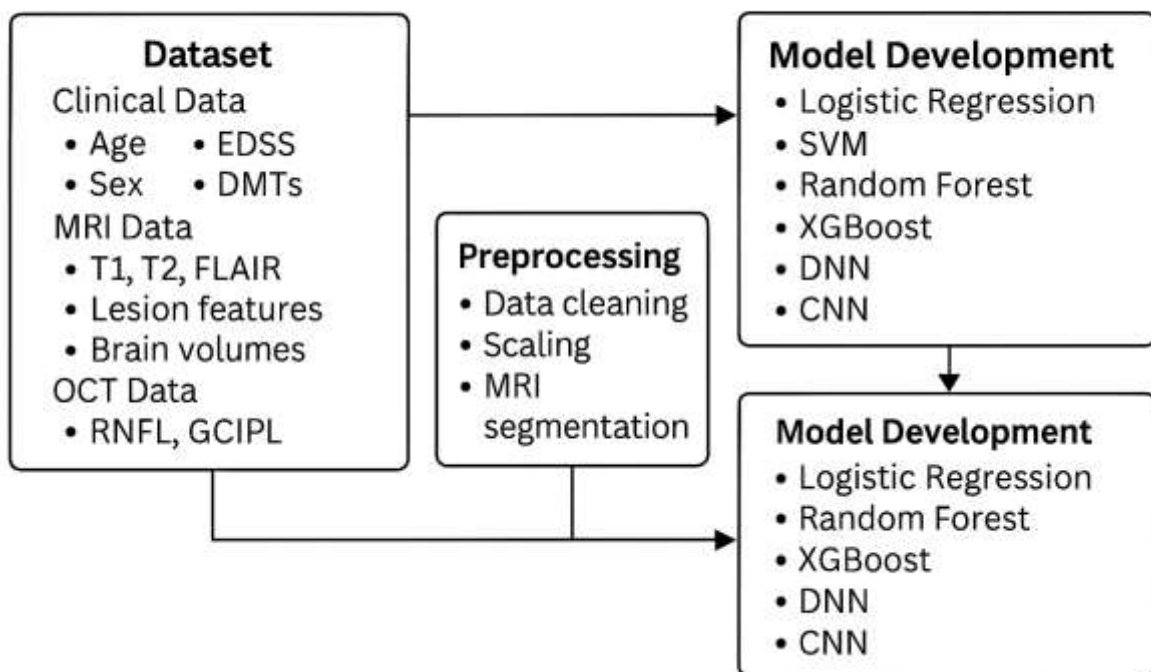 Dataset
Clinical Data
• Age • EDSS
• Sex • DMTs
MRI Data
• T1, T2, FLAIR
• Lesion features
• Brain volumes
OCT Data
• RNFL, GCIPL
Preprocessing
• Data cleaning
• Scaling
• MRI
segmentation
Model Development
• Logistic Regression
• SVM
• Random Forest
• XGBoost
• DNN
• CNN
Model Development
• Logistic Regression
• Random Forest
• XGBoost
• DNN
• CNN